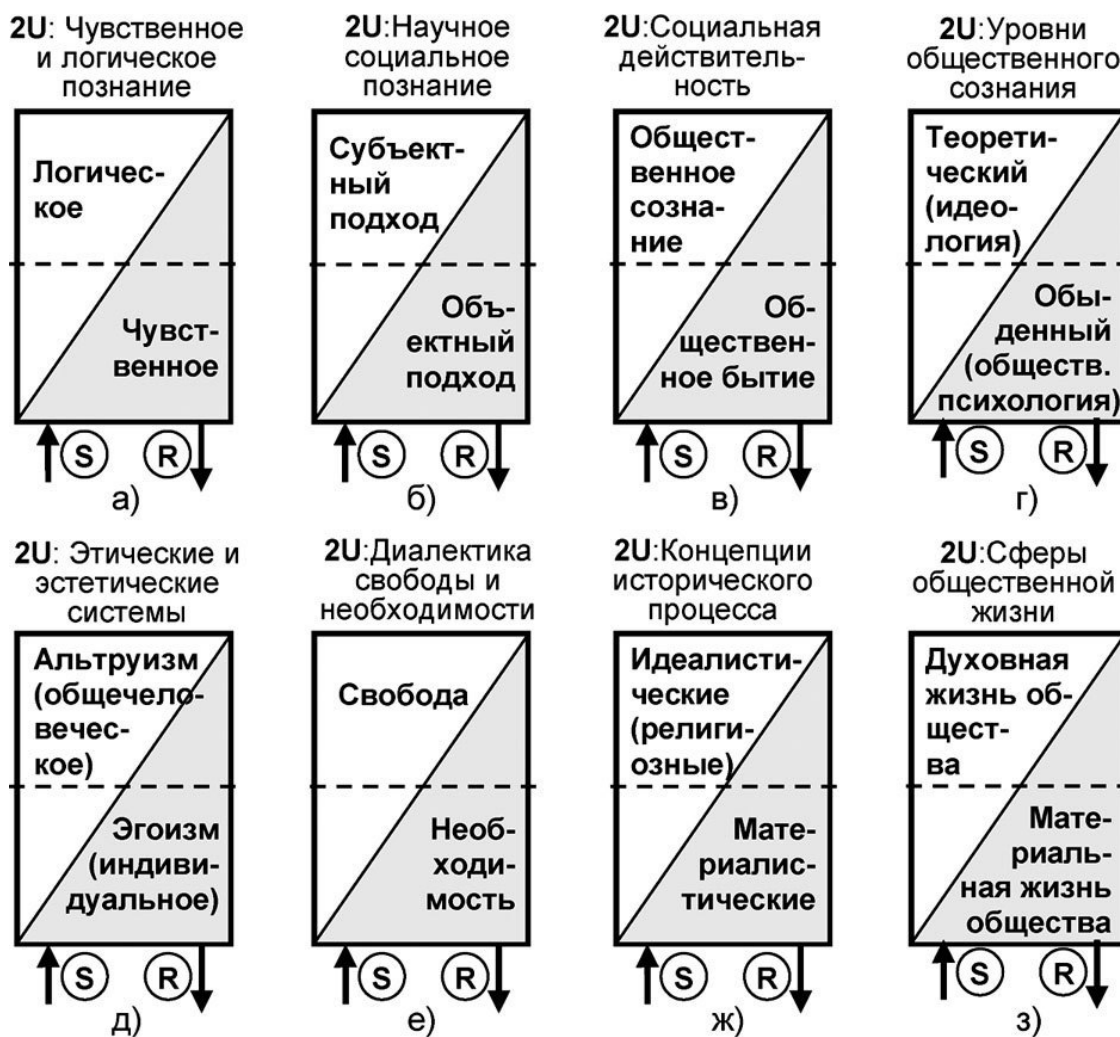 2U: Чувственное
и логическое
познание
Логичес-
кое
Чувст-
венное
S R
а)
2U:Научное
социальное
познание
Субъект-
ный
подход
Объ-
ектный
подход
S R
б)
2U:Социальная
действитель-
ность
Общест-
венное
созна-
ние
Об-
ществен-
ное бытие
S R
в)
2U:Уровни
общественного
сознания
Теорети-
ческий
(идео-
логия)
Обы-
денный
(обществ.
психология)
S R
г)
2U: Этические и
эстетические
системы
Альтруизм
(общечело-
вечес-
кое)
Эгоизм
(индиви-
дуальное)
S R
д)
2U:Диалектика
свободы и
необходимости
Свобода
Необ-
ходи-
мость
S R
е)
2U:Концепции
исторического
процесса
Идеалисти-
ческие
(религи-
озные)
Мате-
риалис-
тические
S R
ж)
2U:Сферы
общественной
жизни
Духовная
жизнь об-
щест-
ва
Мате-
риаль-
ная жизнь
общества
S R
з)